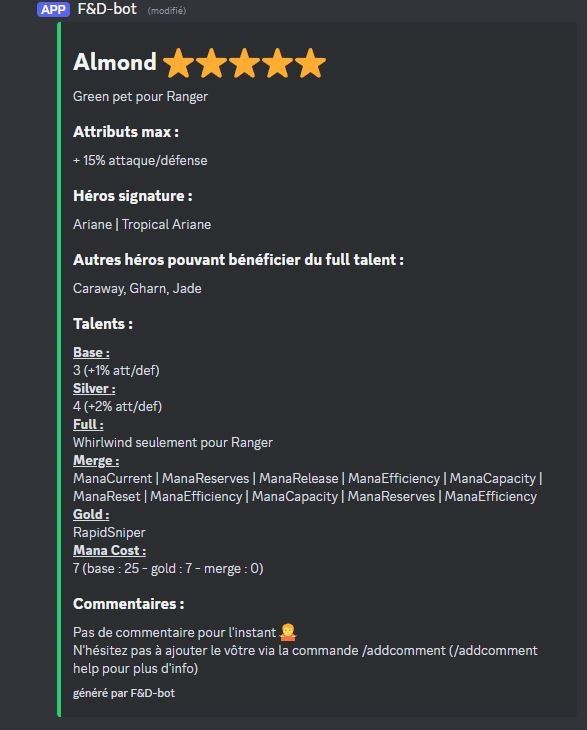 APP F&D-bot (modifié)
Almond
Green pet pour Ranger
Attributs max :
+ 15% attaque/défense
Héros signature :
Ariane | Tropical Ariane
Autres héros pouvant bénéficier du full talent :
Caraway, Gharn, Jade
Talents :
Base :
3 (+1% att/def)
Silver :
4 (+2% att/def)
Full :
Whirlwind seulement pour Ranger
Merge :
ManaCurrent | ManaReserves | ManaRelease | ManaEfficiency | ManaCapacity |
ManaReset | ManaEfficiency | ManaCapacity | ManaReserves | ManaEfficiency
Gold :
RapidSniper
Mana Cost :
7 (base : 25 - gold : 7 - merge : 0)
Commentaires :
Pas de commentaire pour l'instant
N'hésitez pas à ajouter le vôtre via la commande /addcomment (/addcomment
help pour plus d'info)
généré par F&D-bot